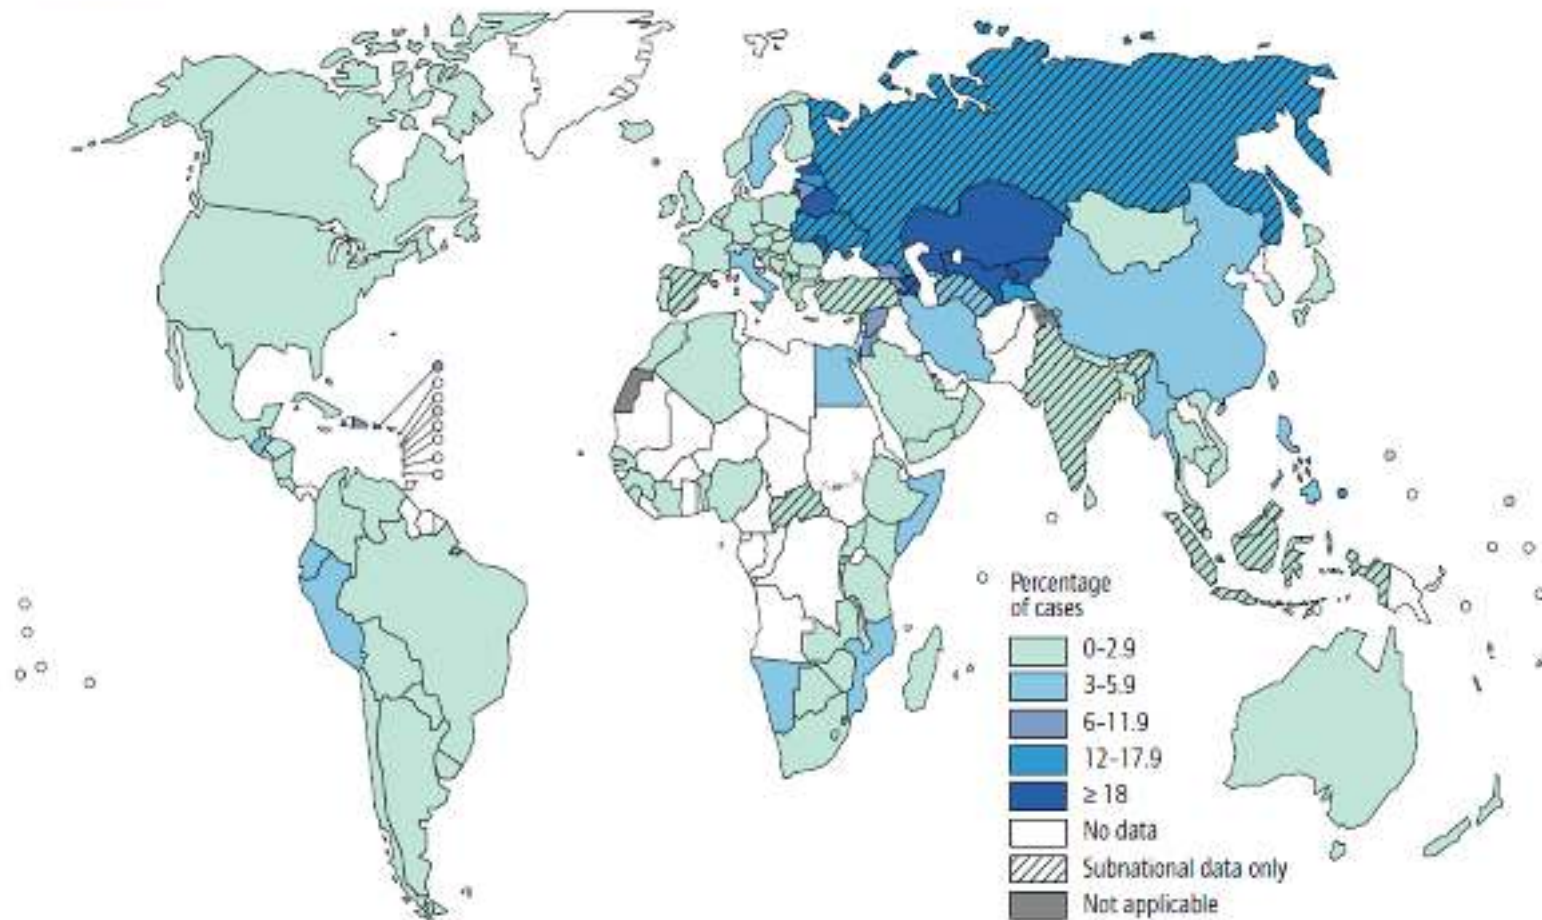 Percentage
of cases
0–2.9
3–5.9
6–11.9
12–17.9
≥ 18
No data
Subnational data only
Not applicable